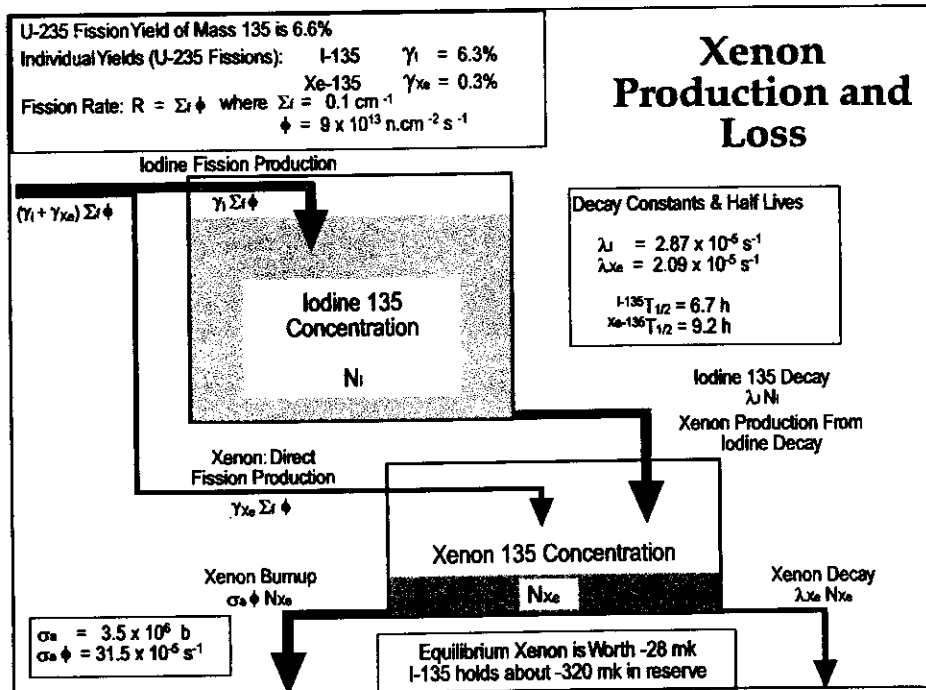 U-235 Fission Yield of Mass 135 is 6.6%
Individual Yields (U-235 Fissions): I-135 γI = 6.3%
Xe-135 γXe = 0.3%
Fission Rate: R = Σf ϕ where Σf = 0.1 cm⁻¹
ϕ = 9 x 10¹³ n.cm⁻² s⁻¹
Xenon
Production and
Loss
Iodine Fission Production
(γI + γXe) Σf ϕ
γI Σf ϕ
Iodine 135
Concentration
NI
Decay Constants & Half Lives
λI = 2.87 x 10⁻⁵ s⁻¹
λXe = 2.09 x 10⁻⁵ s⁻¹
I-135T1/2 = 6.7 h
Xe-135T1/2 = 9.2 h
Iodine 135 Decay
λI NI
Xenon Production From
Iodine Decay
Xenon: Direct
Fission Production
γXe Σf ϕ
Xenon 135 Concentration
NXe
Xenon Burnup
σa ϕ NXe
Xenon Decay
λXe NXe
σa = 3.5 x 10⁶ b
σa ϕ = 31.5 x 10⁻⁵ s⁻¹
Equilibrium Xenon is Worth -28 mk
I-135 holds about -320 mk in reserve